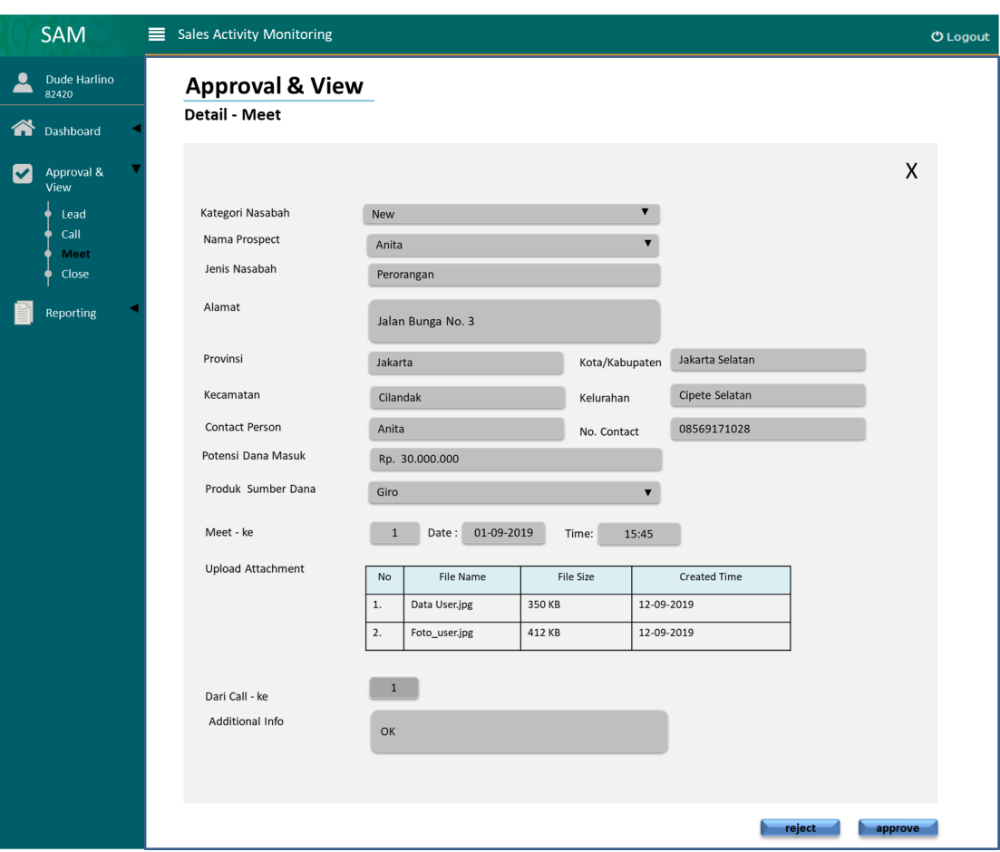 SAM
Sales Activity Monitoring
Logout
Dude Harlino
82420
Dashboard
Approval &
View
Lead
Call
Meet
Close
Reporting
Approval & View
Detail - Meet
X
Kategori Nasabah New
Nama Prospect Anita
Jenis Nasabah Perorangan
Alamat Jalan Bunga No. 3
Provinsi Jakarta Kota/Kabupaten Jakarta Selatan
Kecamatan Cilandak Kelurahan Cipete Selatan
Contact Person Anita No. Contact 08569171028
Potensi Dana Masuk Rp. 30.000.000
Produk Sumber Dana Giro
Meet - ke 1 Date : 01-09-2019 Time: 15:45
Upload Attachment
No File Name File Size Created Time
1. Data User.jpg 350 KB 12-09-2019
2. Foto_user.jpg 412 KB 12-09-2019
Dari Call - ke 1
Additional Info OK
reject approve